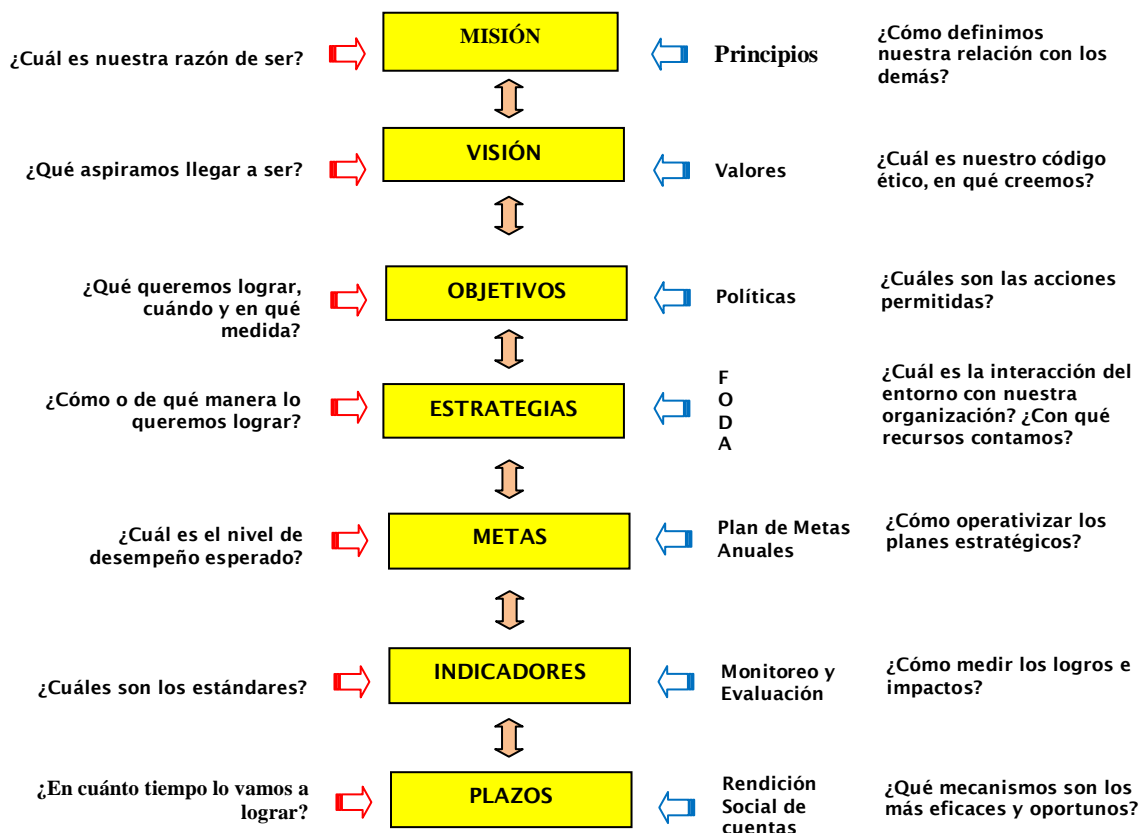 ¿Cuál es nuestra razón de ser?
MISIÓN
Principios
¿Cómo definimos
nuestra relación con los
demás?
¿Qué aspiramos llegar a ser?
VISIÓN
Valores
¿Cuál es nuestro código
ético, en qué creemos?
¿Qué queremos lograr,
cuándo y en qué
medida?
OBJETIVOS
Políticas
¿Cuáles son las acciones
permitidas?
¿Cómo o de qué manera lo
queremos lograr?
ESTRATEGIAS
F
O
D
A
¿Cuál es la interacción del
entorno con nuestra
organización? ¿Con qué
recursos contamos?
¿Cuál es el nivel de
desempeño esperado?
METAS
Plan de Metas
Anuales
¿Cómo operativizar los
planes estratégicos?
¿Cuáles son los estándares?
INDICADORES
Monitoreo y
Evaluación
¿Cómo medir los logros e
impactos?
¿En cuánto tiempo lo vamos a
lograr?
PLAZOS
Rendición
Social de
cuentas
¿Qué mecanismos son los
más eficaces y oportunos?